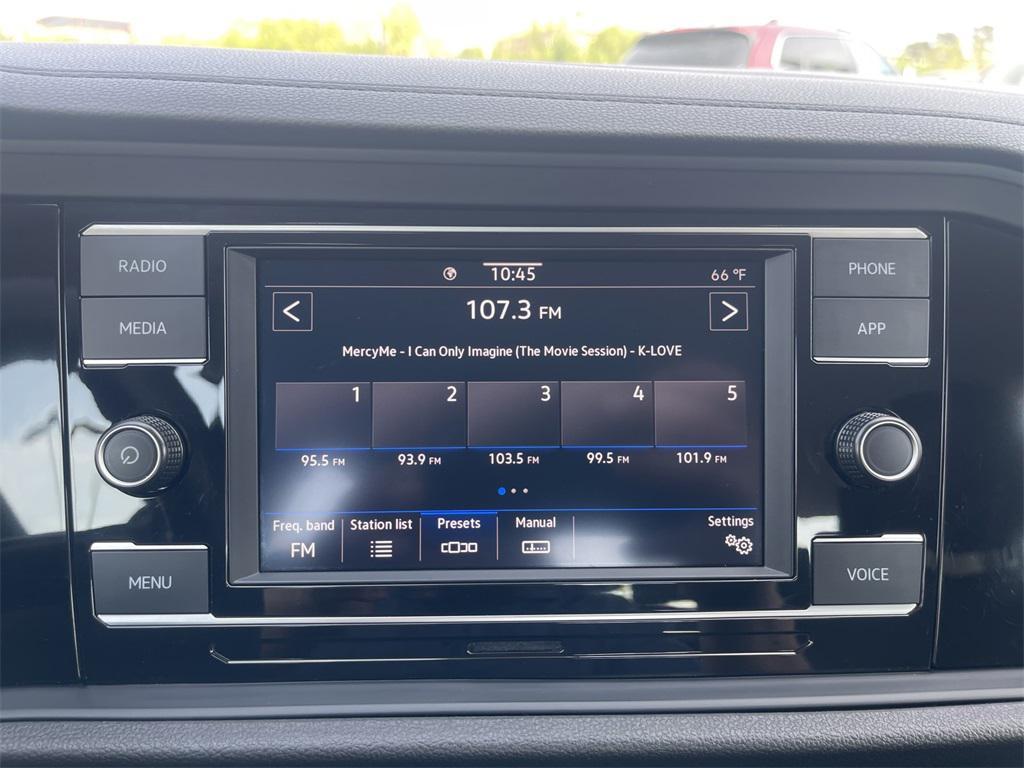 RADIO
MEDIA
MENU
10:45
66 °F
107.3 FM
MercyMe - I Can Only Imagine (The Movie Session) - K-LOVE
1 2 3 4 5
95.5 FM 93.9 FM 103.5 FM 99.5 FM 101.9 FM
Freq. band Station list Presets Manual Settings
FM
PHONE
APP
VOICE